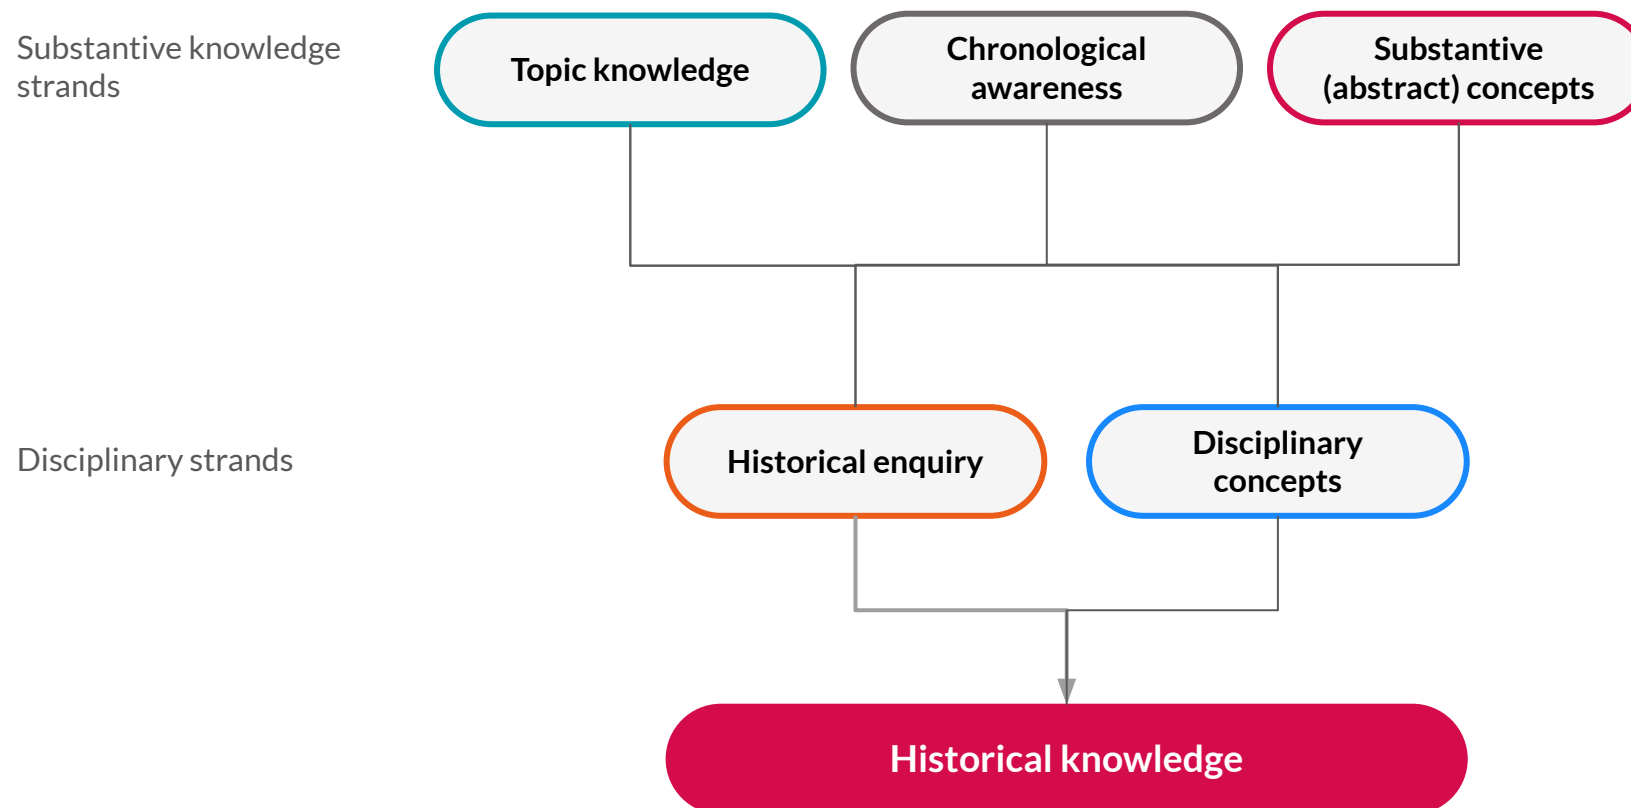 Substantive knowledge
strands
Topic knowledge
Chronological
awareness
Substantive
(abstract) concepts
Disciplinary strands
Historical enquiry
Disciplinary
concepts
Historical knowledge